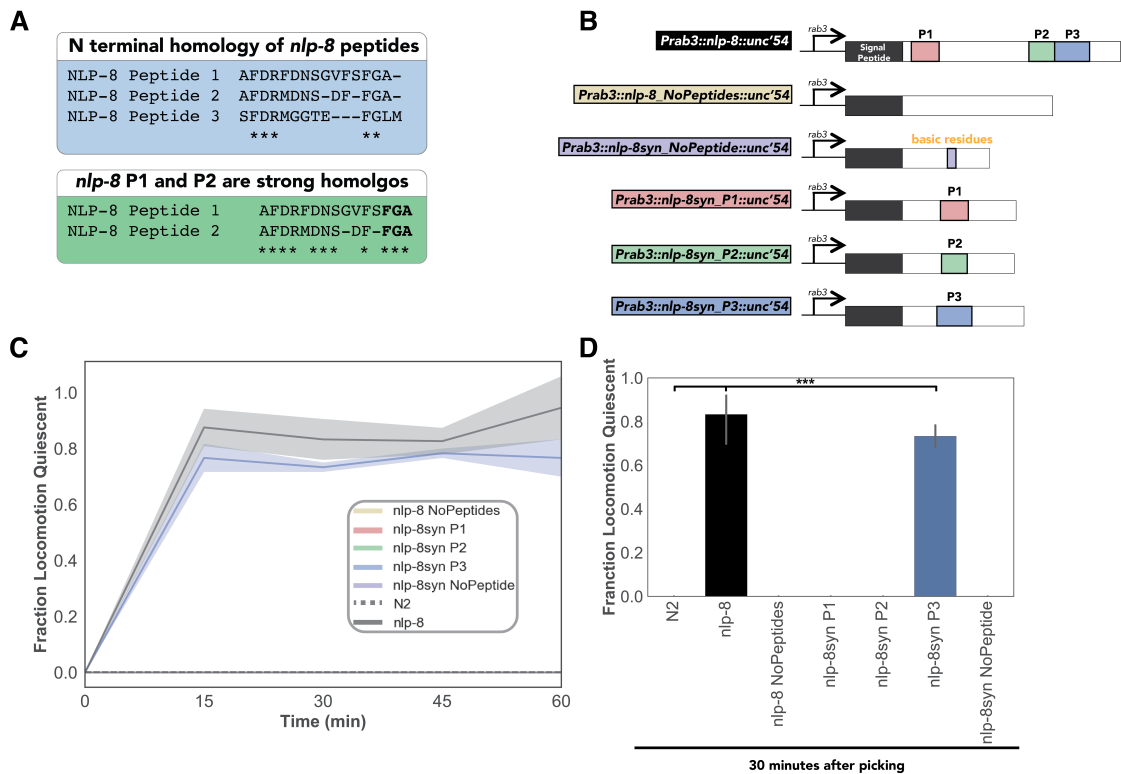 A
N terminal homology of nlp-8 peptides
NLP-8 Peptide 1 AFDRFDNSGVFSFGA-
NLP-8 Peptide 2 AFDRMDNS-DF-FGA-
NLP-8 Peptide 3 SFDRMGGTE---FGLM
*** **
nlp-8 P1 and P2 are strong homolgos
NLP-8 Peptide 1 AFDRFDNSGVFSFGA
NLP-8 Peptide 2 AFDRMDNS-DF-FGA
**** *** * ***
B
Prab3::nlp-8::unc'54
rab3
Signal
Peptide
P1
P2
P3
Prab3::nlp-8_NoPeptides::unc'54
rab3
Prab3::nlp-8syn_NoPeptide::unc'54
rab3
basic residues
Prab3::nlp-8syn_P1::unc'54
rab3
P1
Prab3::nlp-8syn_P2::unc'54
rab3
P2
Prab3::nlp-8syn_P3::unc'54
rab3
P3
C
Fraction Locomotion Quiescent
1.0
0.8
0.6
0.4
0.2
0.0
0
15
30
45
60
Time (min)
nlp-8 NoPeptides
nlp-8syn P1
nlp-8syn P2
nlp-8syn P3
nlp-8syn NoPeptide
N2
nlp-8
D
Franction Locomotion Quiescent
1.0
0.8
0.6
0.4
0.2
0.0
***
N2
nlp-8
nlp-8 NoPeptides
nlp-8syn P1
nlp-8syn P2
nlp-8syn P3
nlp-8syn NoPeptide
30 minutes after picking